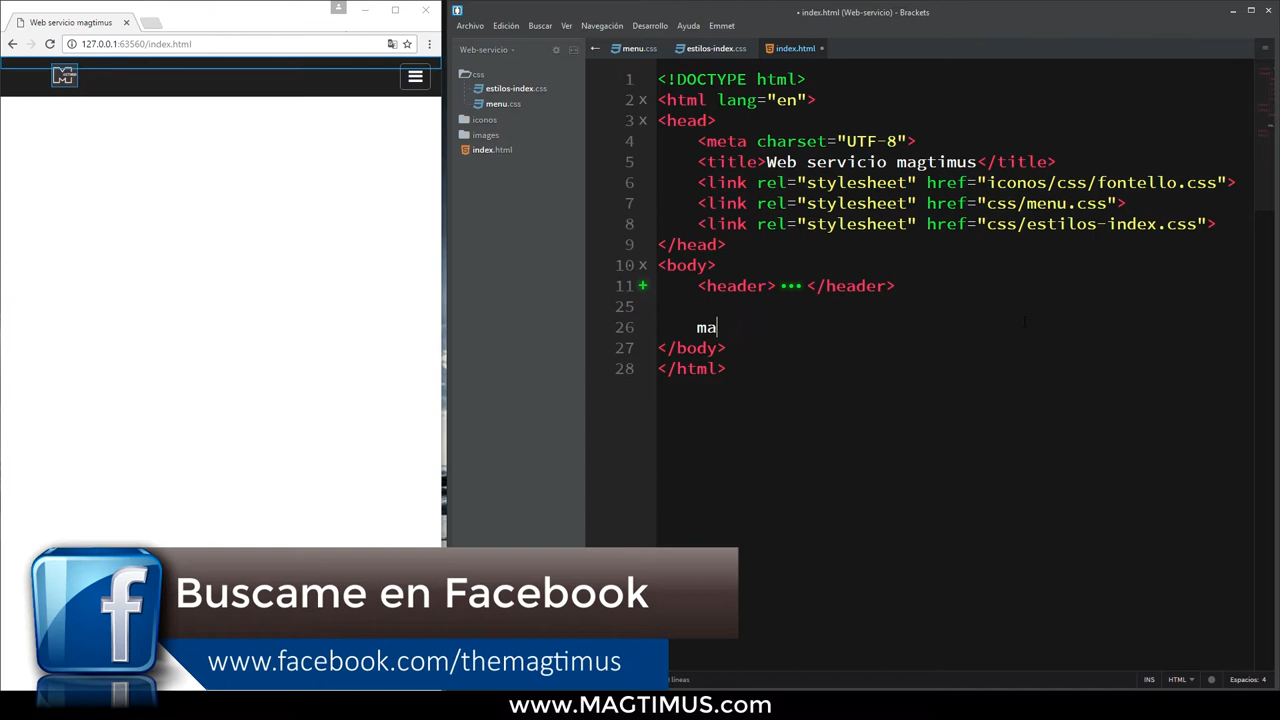 Web servicio magtimus
127.0.0.1:63560/index.html
• index.html (Web-servicio) - Brackets
Archivo Edición Buscar Ver Navegación Desarrollo Ayuda Emmet
Web-servicio
menu.css estilos-index.css index.html •
css
estilos-index.css
menu.css
iconos
images
index.html
1 <!DOCTYPE html>
2 <html lang="en">
3 <head>
4 <meta charset="UTF-8">
5 <title>Web servicio magtimus</title>
6 <link rel="stylesheet" href="iconos/css/fontello.css">
7 <link rel="stylesheet" href="css/menu.css">
8 <link rel="stylesheet" href="css/estilos-index.css">
9 </head>
10 <body>
11 <header>•••</header>
25
26 ma
27 </body>
28 </html>
Buscame en Facebook
www.facebook.com/themagtimus
líneas INS HTML Espacios: 4
www.MAGTIMUS.com